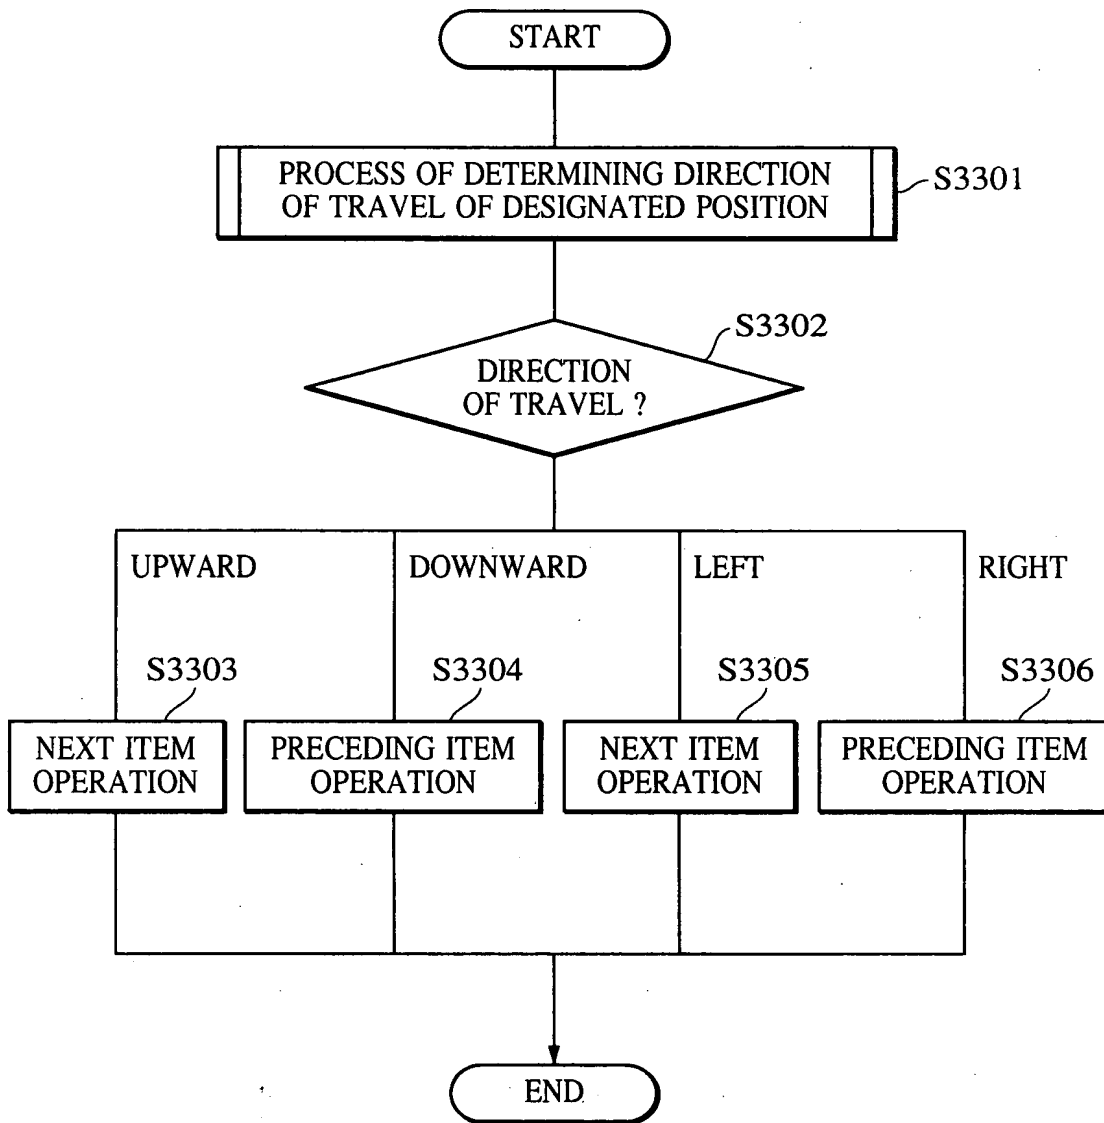 START
PROCESS OF DETERMINING DIRECTION
OF TRAVEL OF DESIGNATED POSITION
S3301
S3302
DIRECTION
OF TRAVEL ?
UPWARD
DOWNWARD
LEFT
RIGHT
S3303
S3304
S3305
S3306
NEXT ITEM
OPERATION
PRECEDING ITEM
OPERATION
NEXT ITEM
OPERATION
PRECEDING ITEM
OPERATION
END